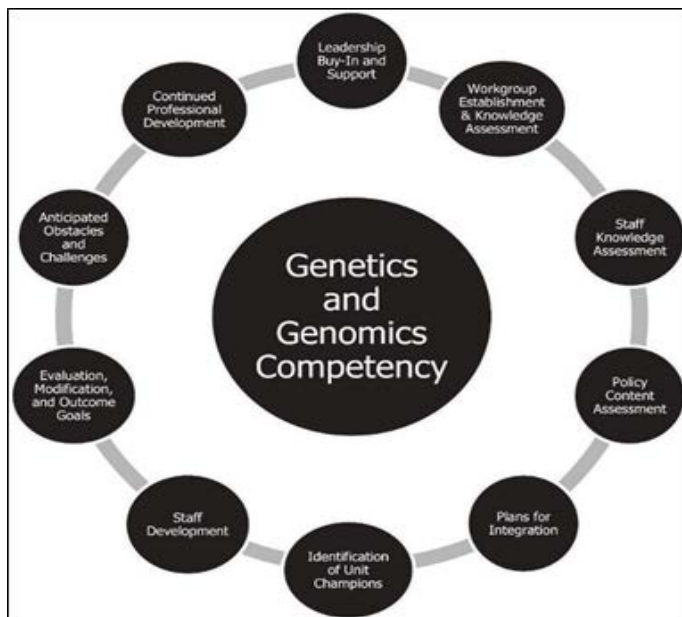 Leadership
Buy-In and
Support
Workgroup
Establishment
& Knowledge
Assessment
Staff
Knowledge
Assessment
Policy
Content
Assessment
Plans for
Integration
Identification
of Unit
Champions
Staff
Development
Evaluation,
Modification,
and Outcome
Goals
Anticipated
Obstacles
and
Challenges
Continued
Professional
Development
Genetics
and
Genomics
Competency